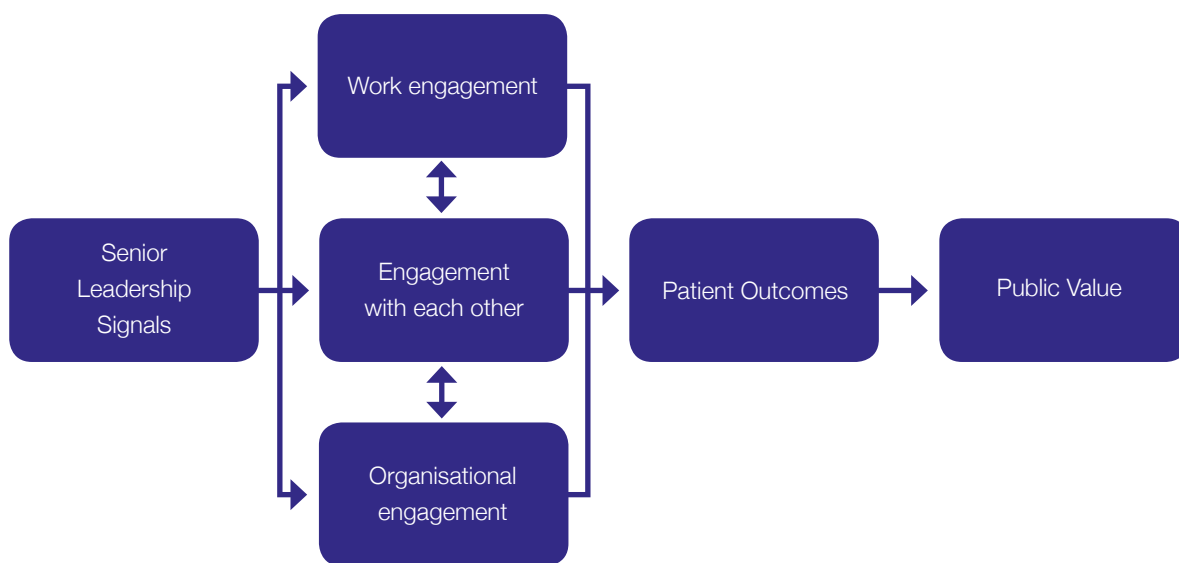 Work engagement
Senior
Leadership
Signals
Engagement
with each other
Patient Outcomes
Public Value
Organisational
engagement